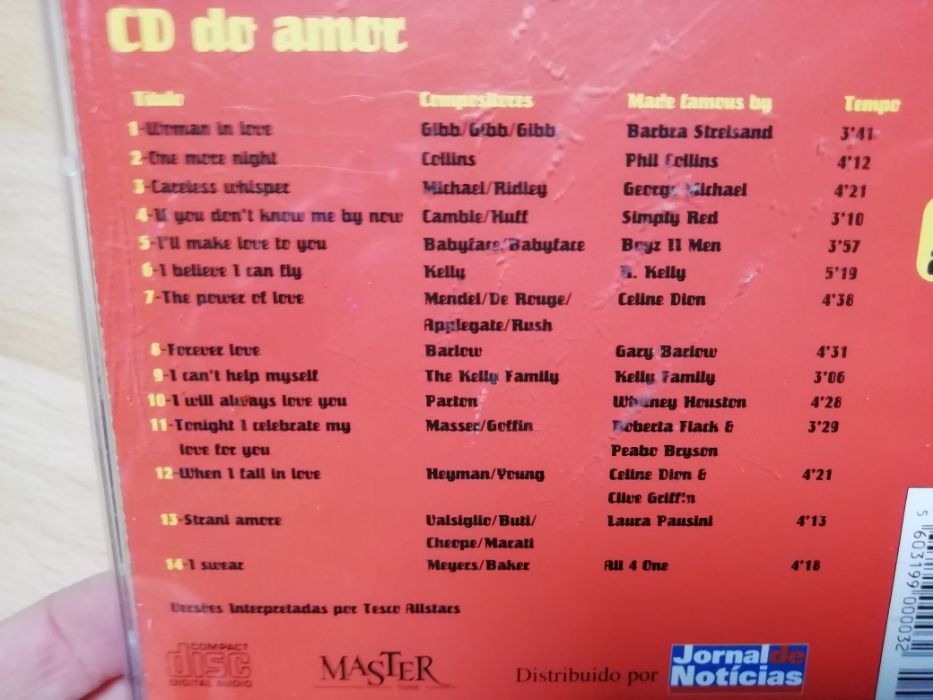 CD do amor
Titulo Compositores Made famous by Tempo
1-Woman in love Gibb/Gibb/Gibb Barbra Streisand 3'41
2-One more night Collins Phil Collins 4'12
3-Careless whisper Michael/Ridley George Michael 4'21
4-If you don't know me by now Camble/Huff Simply Red 3'10
5-I'll make love to you Babyface/Babyface Boyz II Men 3'57
6-I believe I can fly Kelly R. Kelly 5'19
7-The power of love Mendel/De Rouge/ Celine Dion 4'38
Applegate/Rush
8-Forever love Barlow Gary Barlow 4'31
9-I can't help myself The Kelly Family Kelly Family 3'06
10-I will always love you Parton Whitney Houston 4'28
11-Tonight I celebrate my Masser/Goffin Roberta Flack & 3'29
love for you Peabo Bryson
12-When I fall in love Heyman/Young Celine Dion & 4'21
Clive Griffin
13-Strani amore Valsiglio/Buti/ Laura Pausini 4'13
Cheope/Marati
14-I swear Meyers/Baker All 4 One 4'18
Versões Interpretadas por Tesco Allstars
COMPACT
disc
DIGITAL AUDIO
MASTER
Distribuido por
Jornal de
Notícias
5 603199 000032